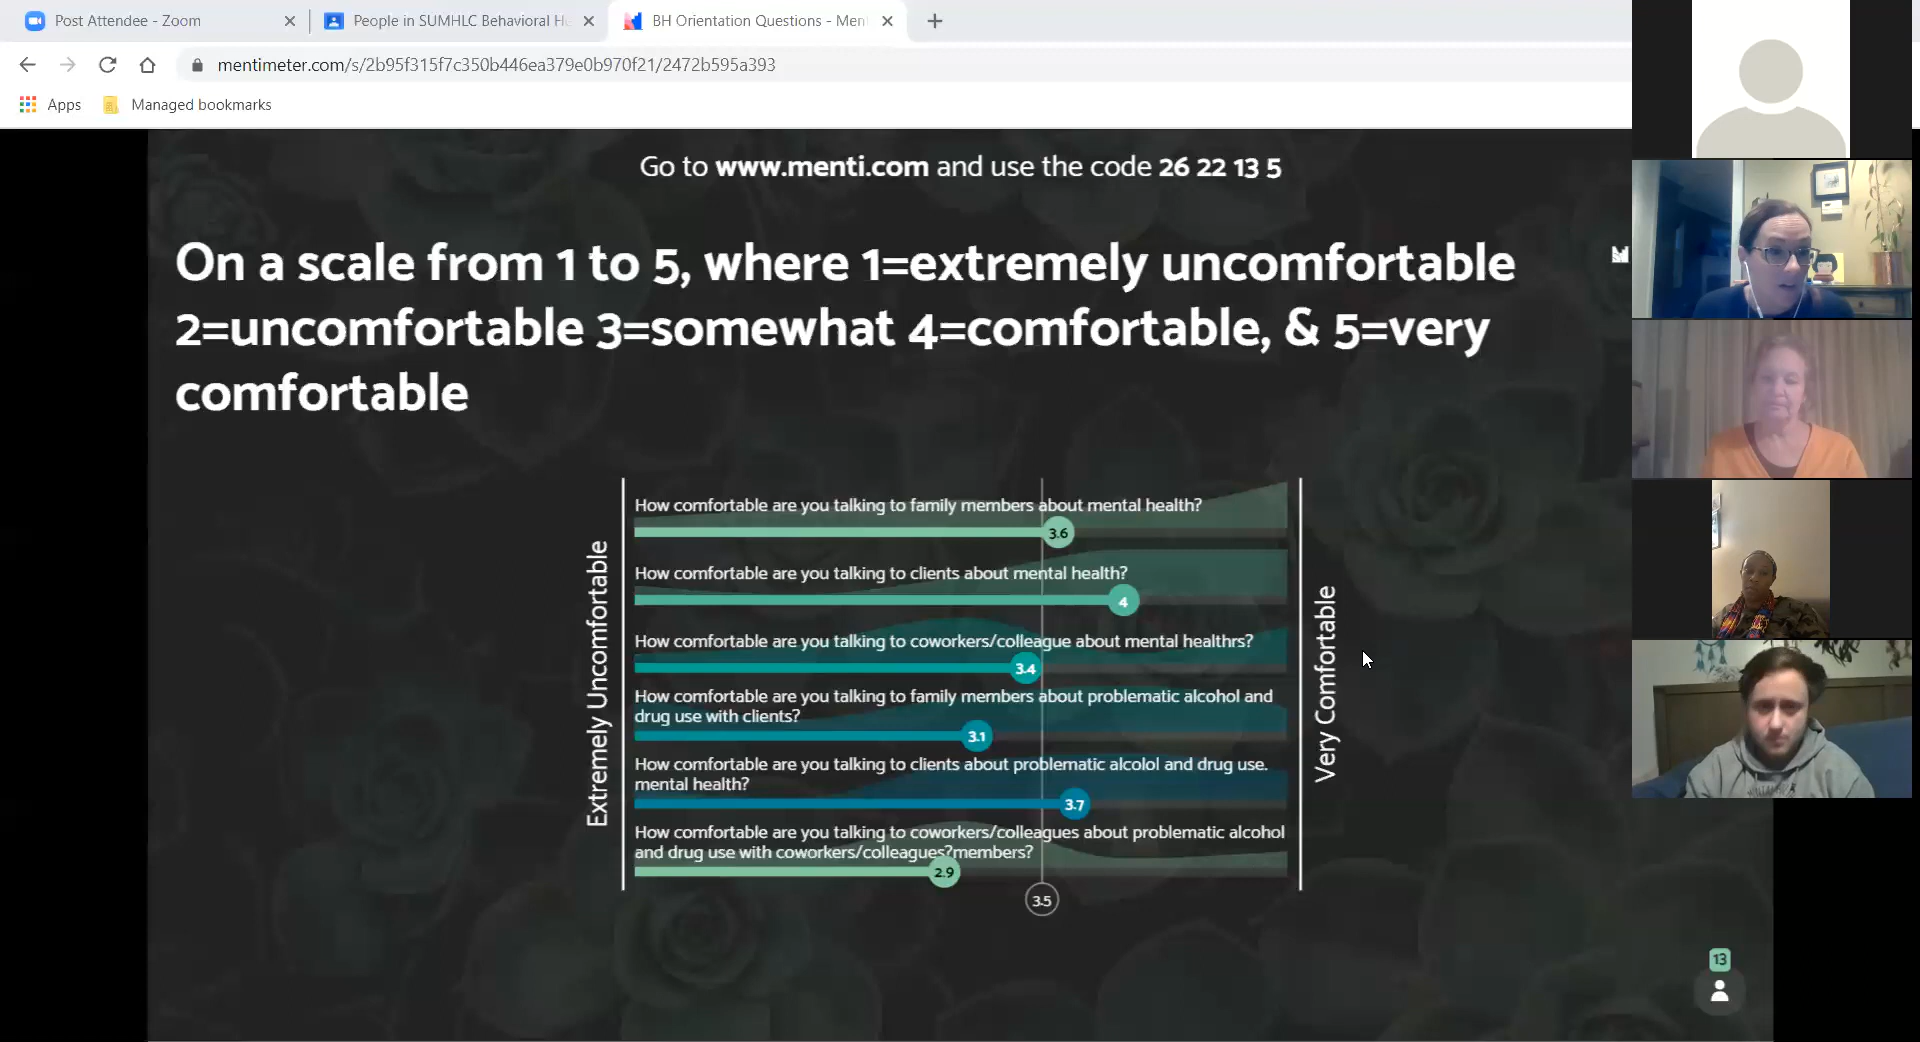 Post Attendee - Zoom
People in SUMHLC Behavioral He
BH Orientation Questions - Ment
mentimeter.com/s/2b95f315f7c350b446ea379e0b970f21/2472b595a393
Apps
Managed bookmarks
Go to www.menti.com and use the code 26 22 13 5
On a scale from 1 to 5, where 1=extremely uncomfortable
2=uncomfortable 3=somewhat 4=comfortable, & 5=very
comfortable
Extremely Uncomfortable
How comfortable are you talking to family members about mental health?
3.6
How comfortable are you talking to clients about mental health?
4
How comfortable are you talking to coworkers/colleague about mental healthrs?
3.4
How comfortable are you talking to family members about problematic alcohol and
drug use with clients?
3.1
How comfortable are you talking to clients about problematic alcolol and drug use.
mental health?
3.7
How comfortable are you talking to coworkers/colleagues about problematic alcohol
and drug use with coworkers/colleagues?members?
2.9
3.5
Very Comfortable
13